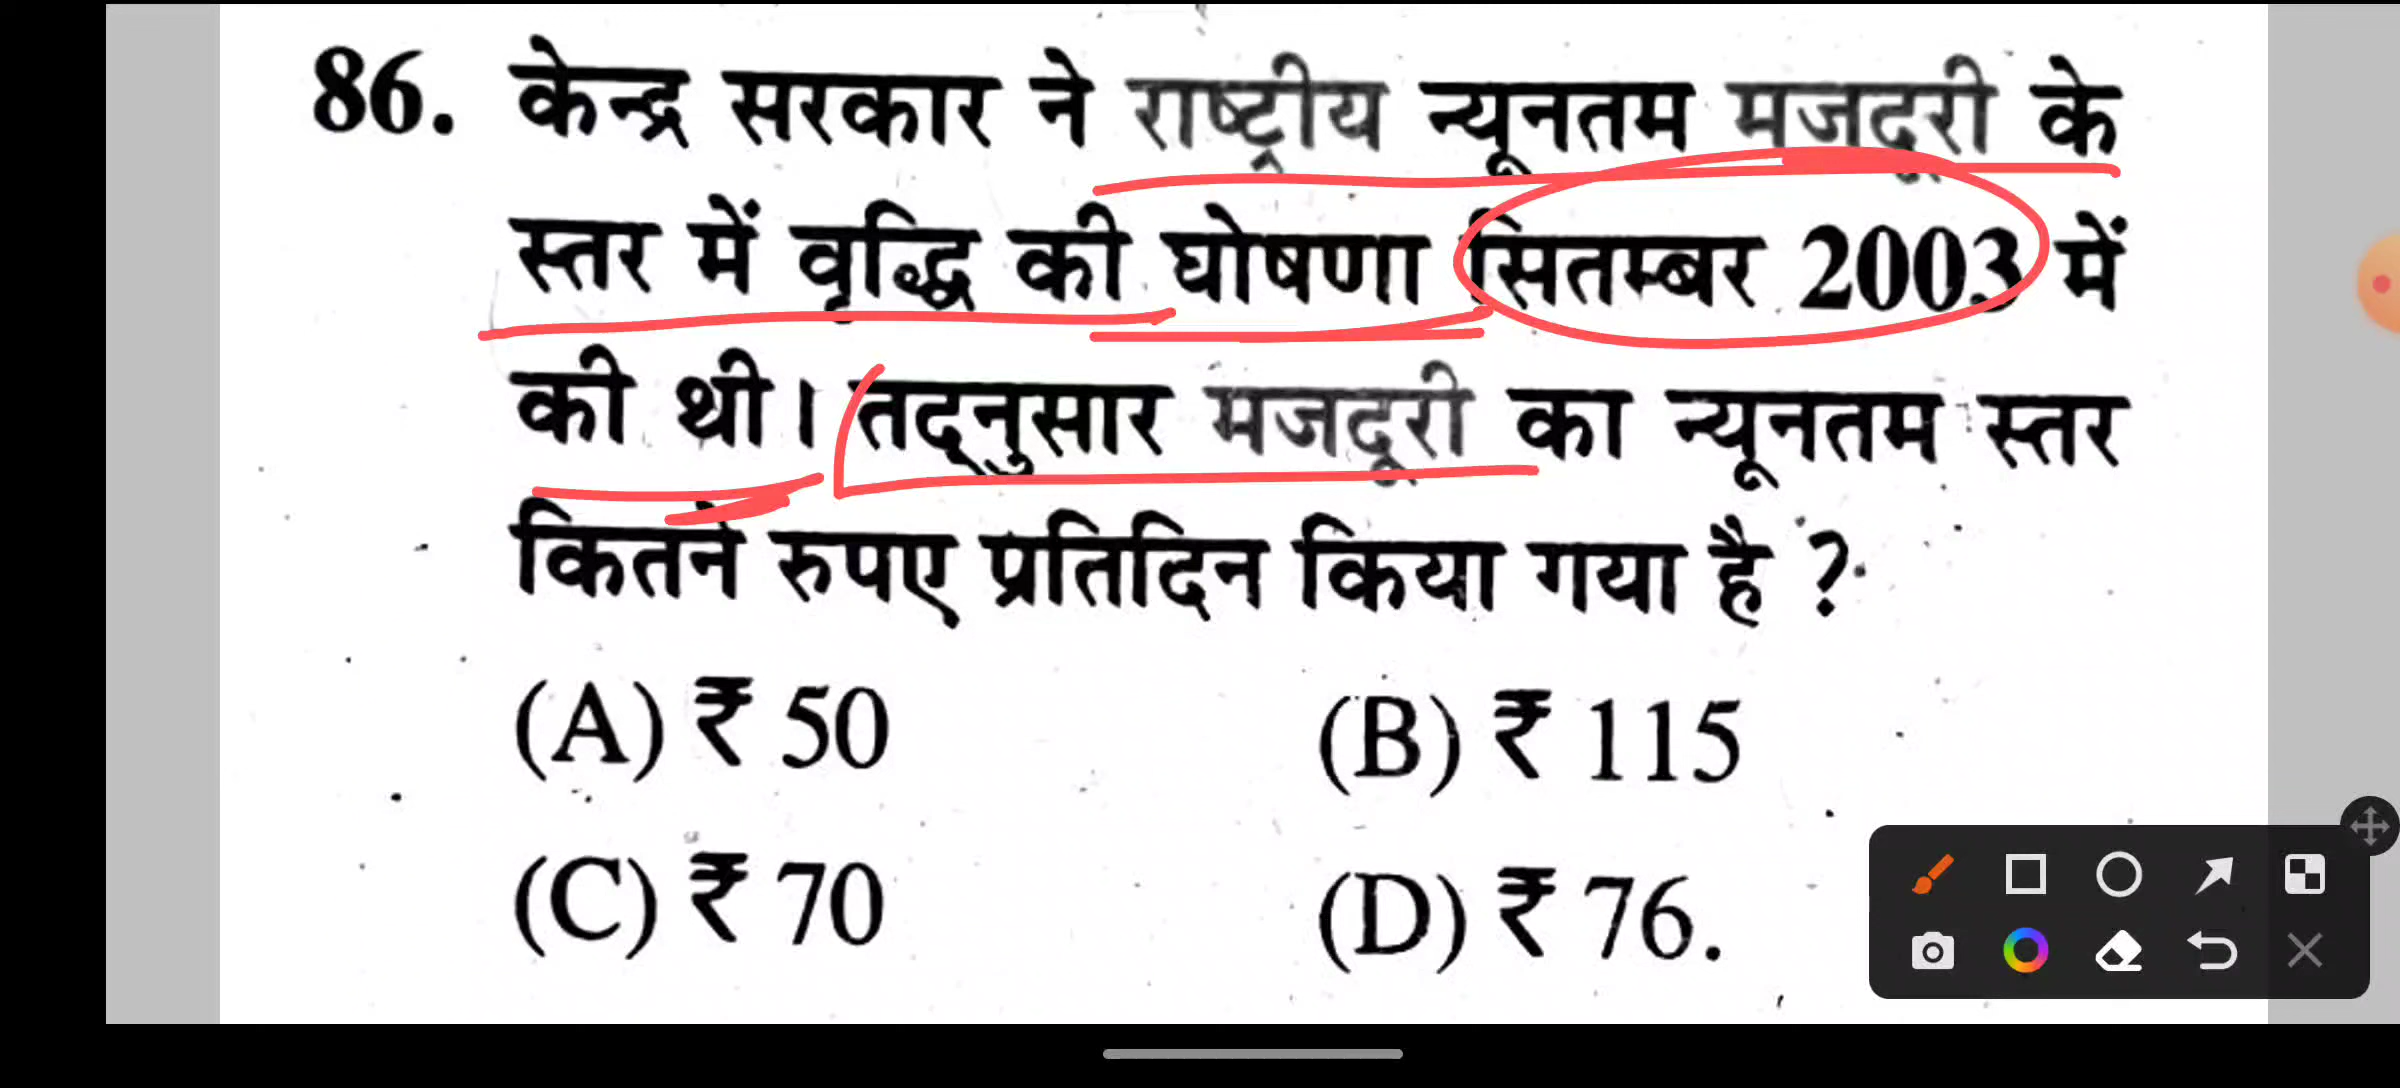 86. केन्द्र सरकार ने राष्ट्रीय न्यूनतम मजदूरी के
स्तर में वृद्धि की घोषणा सितम्बर 2003 में
की थी। तद्नुसार मजदूरी का न्यूनतम स्तर
कितने रुपए प्रतिदिन किया गया है ?
(A) ₹ 50 (B) ₹ 115
(C) ₹ 70 (D) ₹ 76.